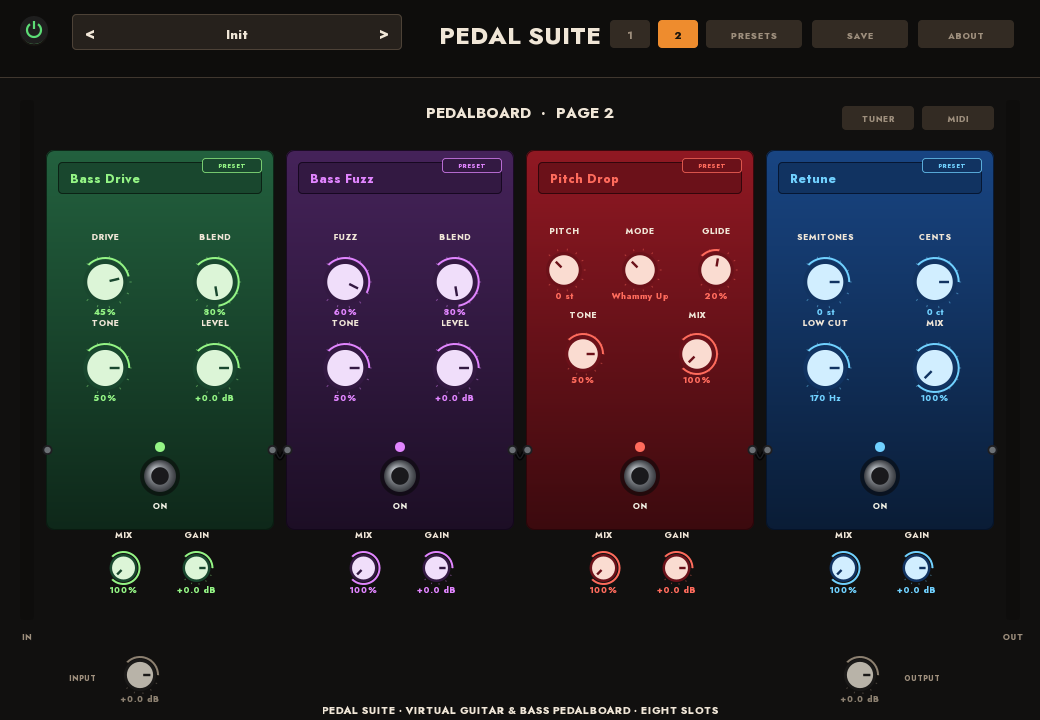 < Init > PEDAL SUITE 1 2 PRESETS SAVE ABOUT
PEDALBOARD · PAGE 2
TUNER MIDI
PRESET PRESET PRESET PRESET
Bass Drive Bass Fuzz Pitch Drop Retune
DRIVE BLEND FUZZ BLEND PITCH MODE GLIDE SEMITONES CENTS
45% 80% 60% 80% 0 st Whammy Up 20% 0 st 0 ct
TONE LEVEL TONE LEVEL TONE MIX LOW CUT MIX
50% +0.0 dB 50% +0.0 dB 50% 100% 170 Hz 100%
ON ON ON ON
MIX GAIN MIX GAIN MIX GAIN MIX GAIN
100% +0.0 dB 100% +0.0 dB 100% +0.0 dB 100% +0.0 dB
IN OUT
INPUT OUTPUT
+0.0 dB +0.0 dB
PEDAL SUITE · VIRTUAL GUITAR & BASS PEDALBOARD · EIGHT SLOTS